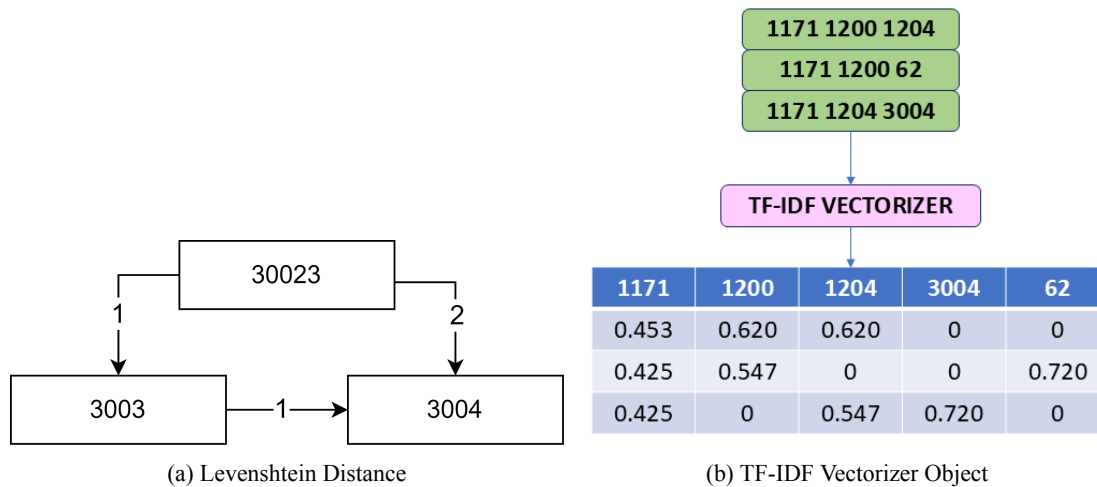 30023
1
2
3003
1
3004
(a) Levenshtein Distance
1171 1200 1204
1171 1200 62
1171 1204 3004
TF-IDF VECTORIZER
1171 1200 1204 3004 62
0.453 0.620 0.620 0 0
0.425 0.547 0 0 0.720
0.425 0 0.547 0.720 0
(b) TF-IDF Vectorizer Object